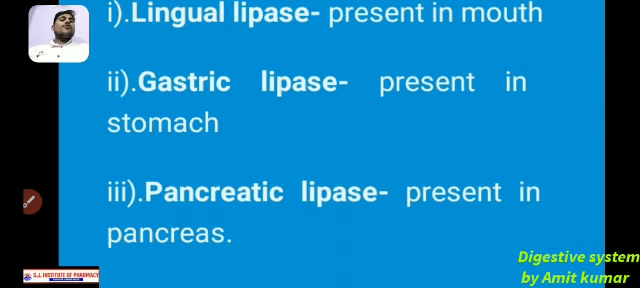 i).Lingual lipase- present in mouth
ii).Gastric lipase- present in
stomach
iii).Pancreatic lipase- present in
pancreas.
Digestive system
by Amit kumar
S.J. INSTITUTE OF PHARMACY